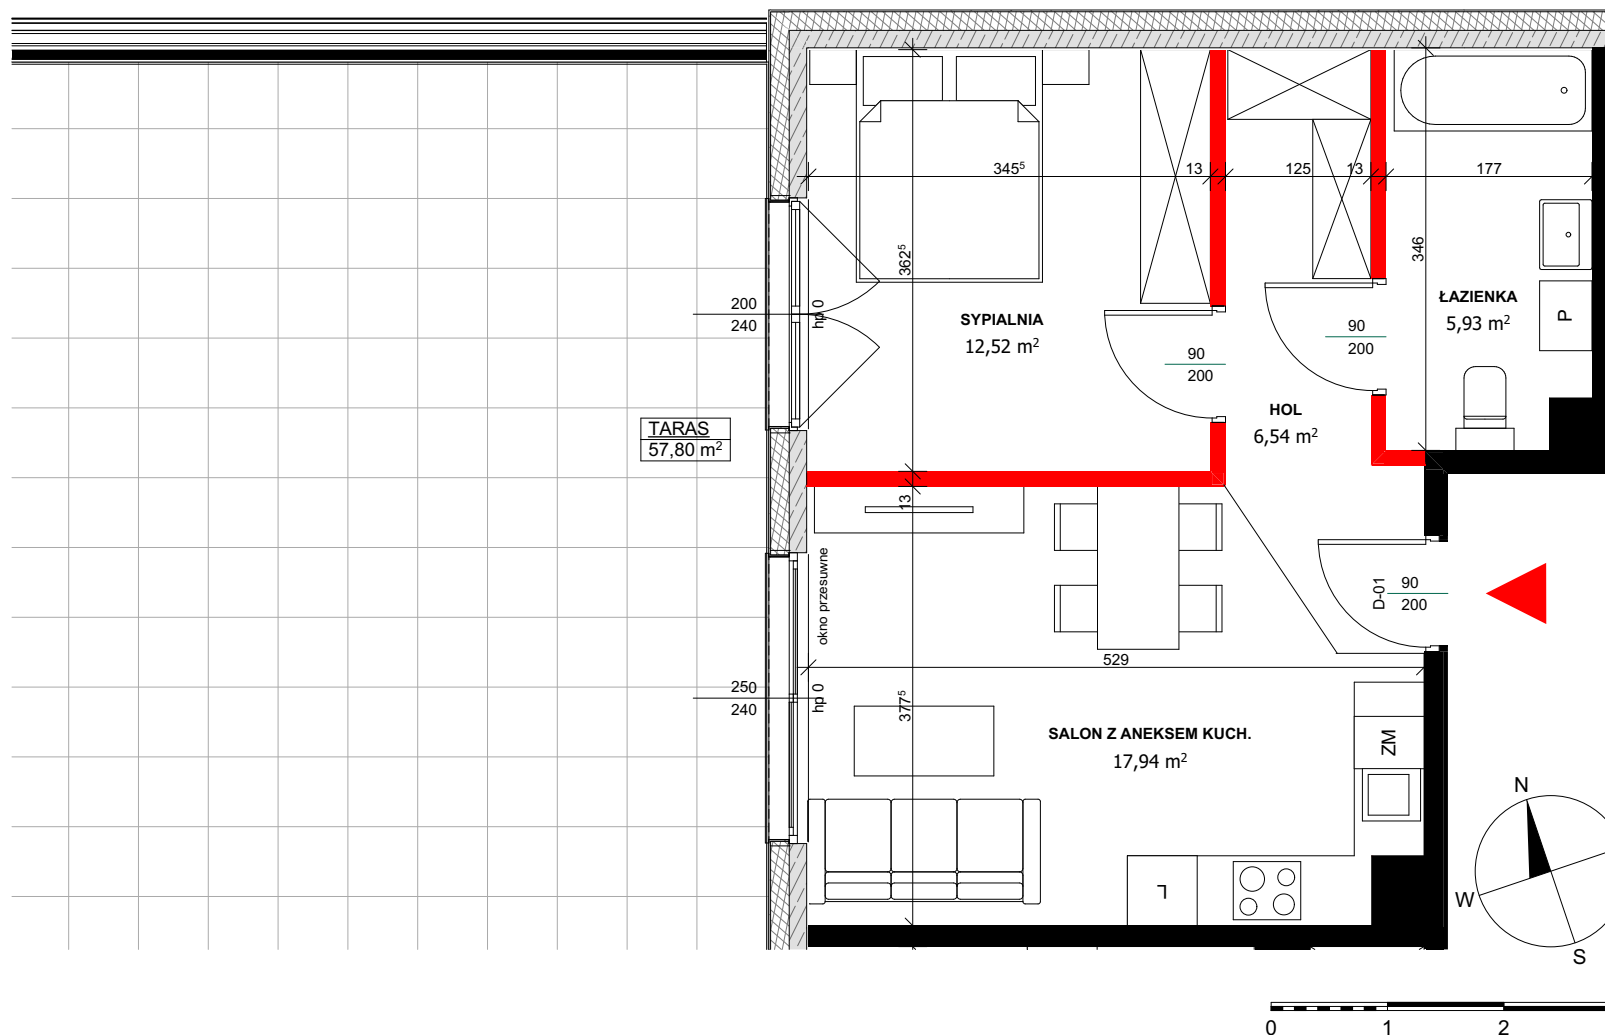 345⁵
13
125
13
177
362⁵
346
200
240
hp 0
SYPIALNIA
12,52 m²
90
200
90
200
ŁAZIENKA
5,93 m²
P
HOL
6,54 m²
TARAS
57,80 m²
13
okno przesuwne
D-01
90
200
529
250
240
hp 0
377⁵
SALON Z ANEKSEM KUCH.
17,94 m²
ZM
L
N
W
S
0
1
2